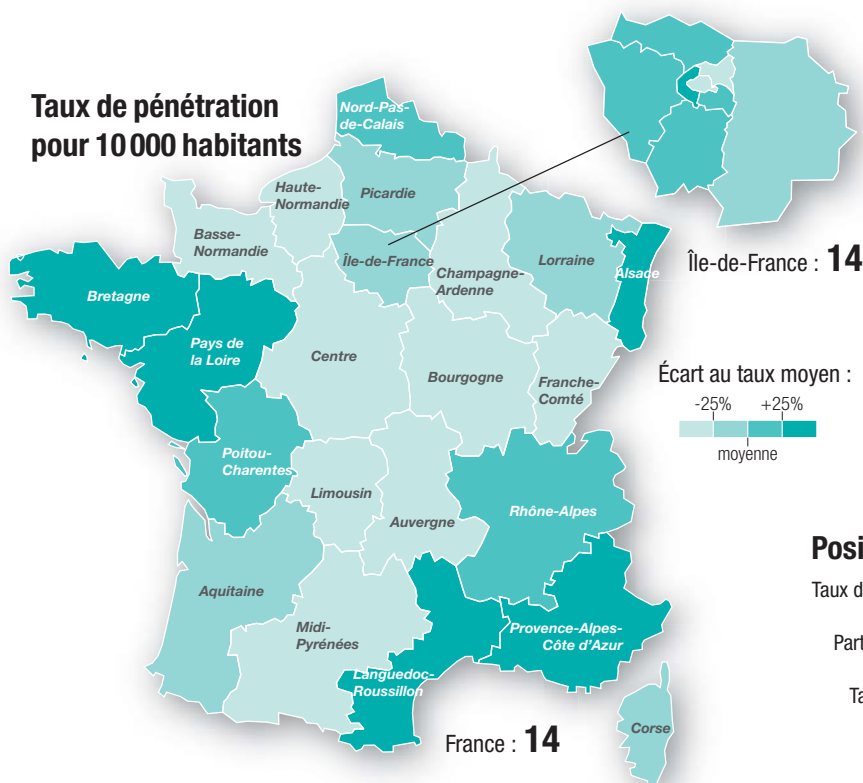 Taux de pénétration
pour 10 000 habitants
Nord-Pas-
de-Calais
Haute-
Normandie
Picardie
Basse-
Normandie
Île-de-France
Champagne-
Ardenne
Lorraine
Alsace
Île-de-France : 14
Bretagne
Pays de
la Loire
Centre
Bourgogne
Franche-
Comté
Écart au taux moyen :
-25% +25%
moyenne
Poitou-
Charentes
Limousin
Auvergne
Rhône-Alpes
Aquitaine
Midi-
Pyrénées
Languedoc-
Roussillon
Provence-Alpes-
Côte d'Azur
Corse
France : 14
Posi
Taux d
Part
Ta